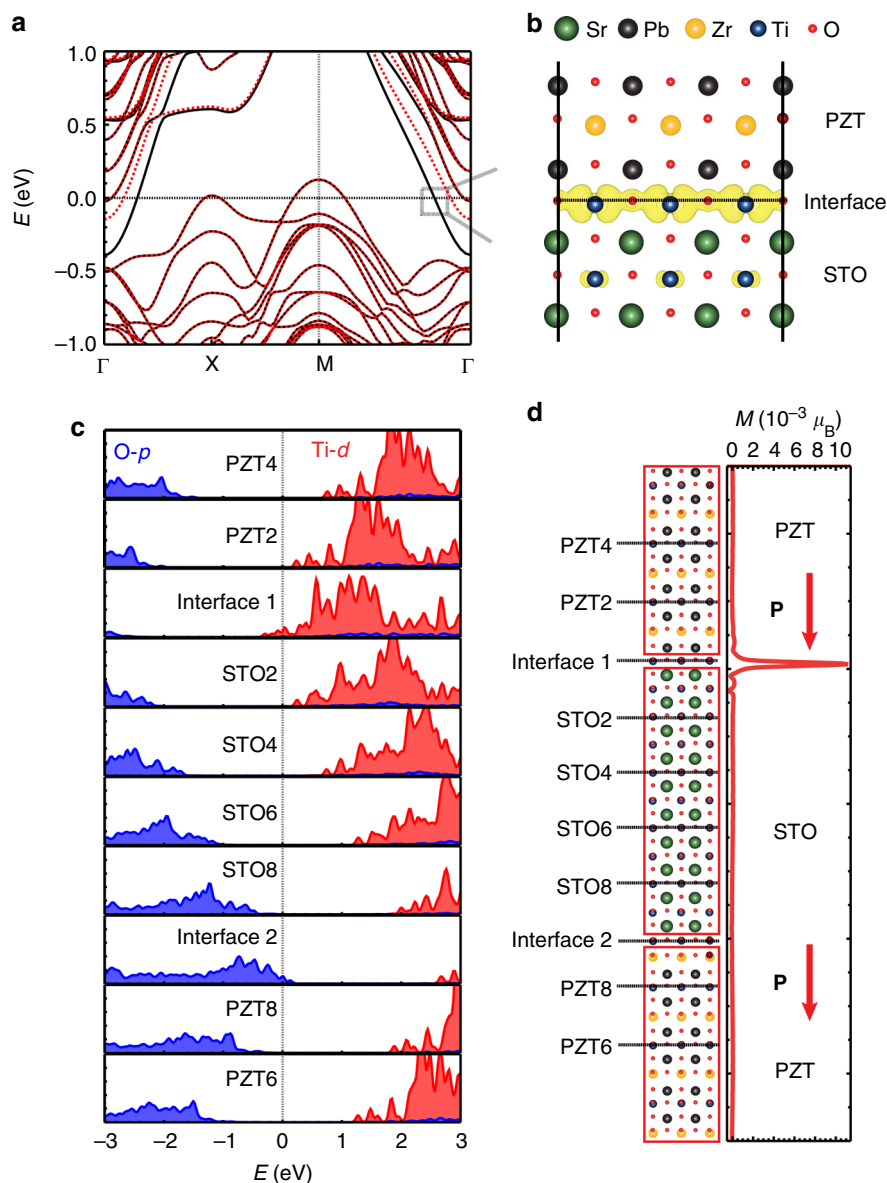 a
1.0
0.5
0.0
−0.5
−1.0
E (eV)
Γ X M Γ
b
Sr Pb Zr Ti O
PZT
Interface
STO
c
O-p Ti-d
PZT4
PZT2
Interface 1
STO2
STO4
STO6
STO8
Interface 2
PZT8
PZT6
−3 −2 −1 0 1 2 3
E (eV)
d
M (10⁻³ μB)
0 2 4 6 8 10
PZT4
PZT2
Interface 1
STO2
STO4
STO6
STO8
Interface 2
PZT8
PZT6
PZT
P
STO
P
PZT